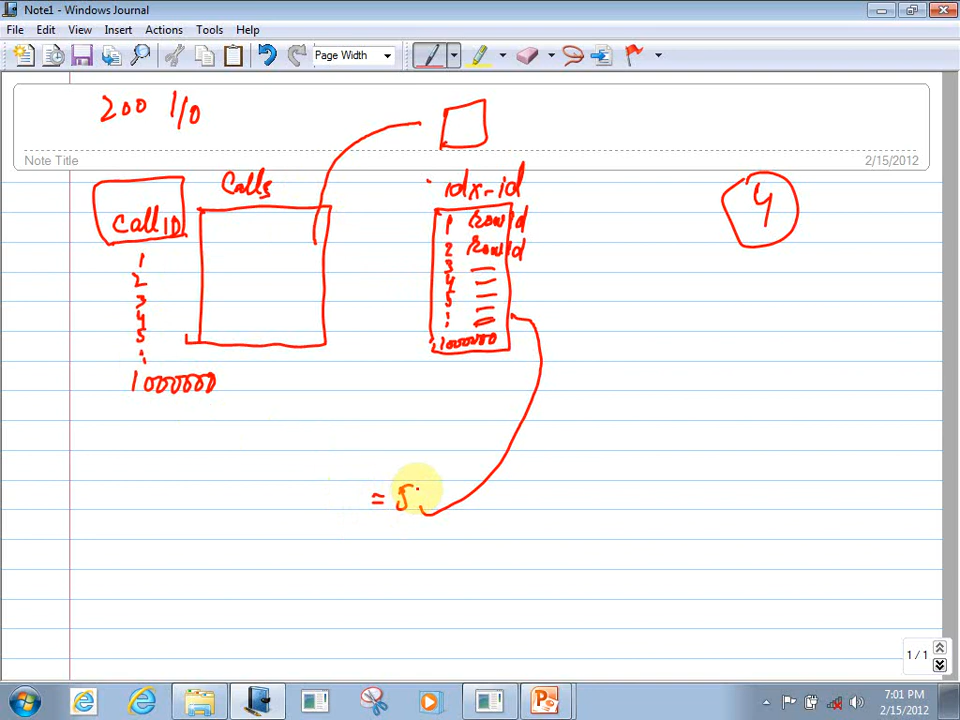 Note1 - Windows Journal
File Edit View Insert Actions Tools Help
Page Width
200 I/O
Note Title
2/15/2012
Calls
idx-id
4
CallID
1 Rowid
2 Rowid
3
4
5
:
1000000
1
2
3
4
5
:
1000000
= 5
1 / 1
7:01 PM
2/15/2012